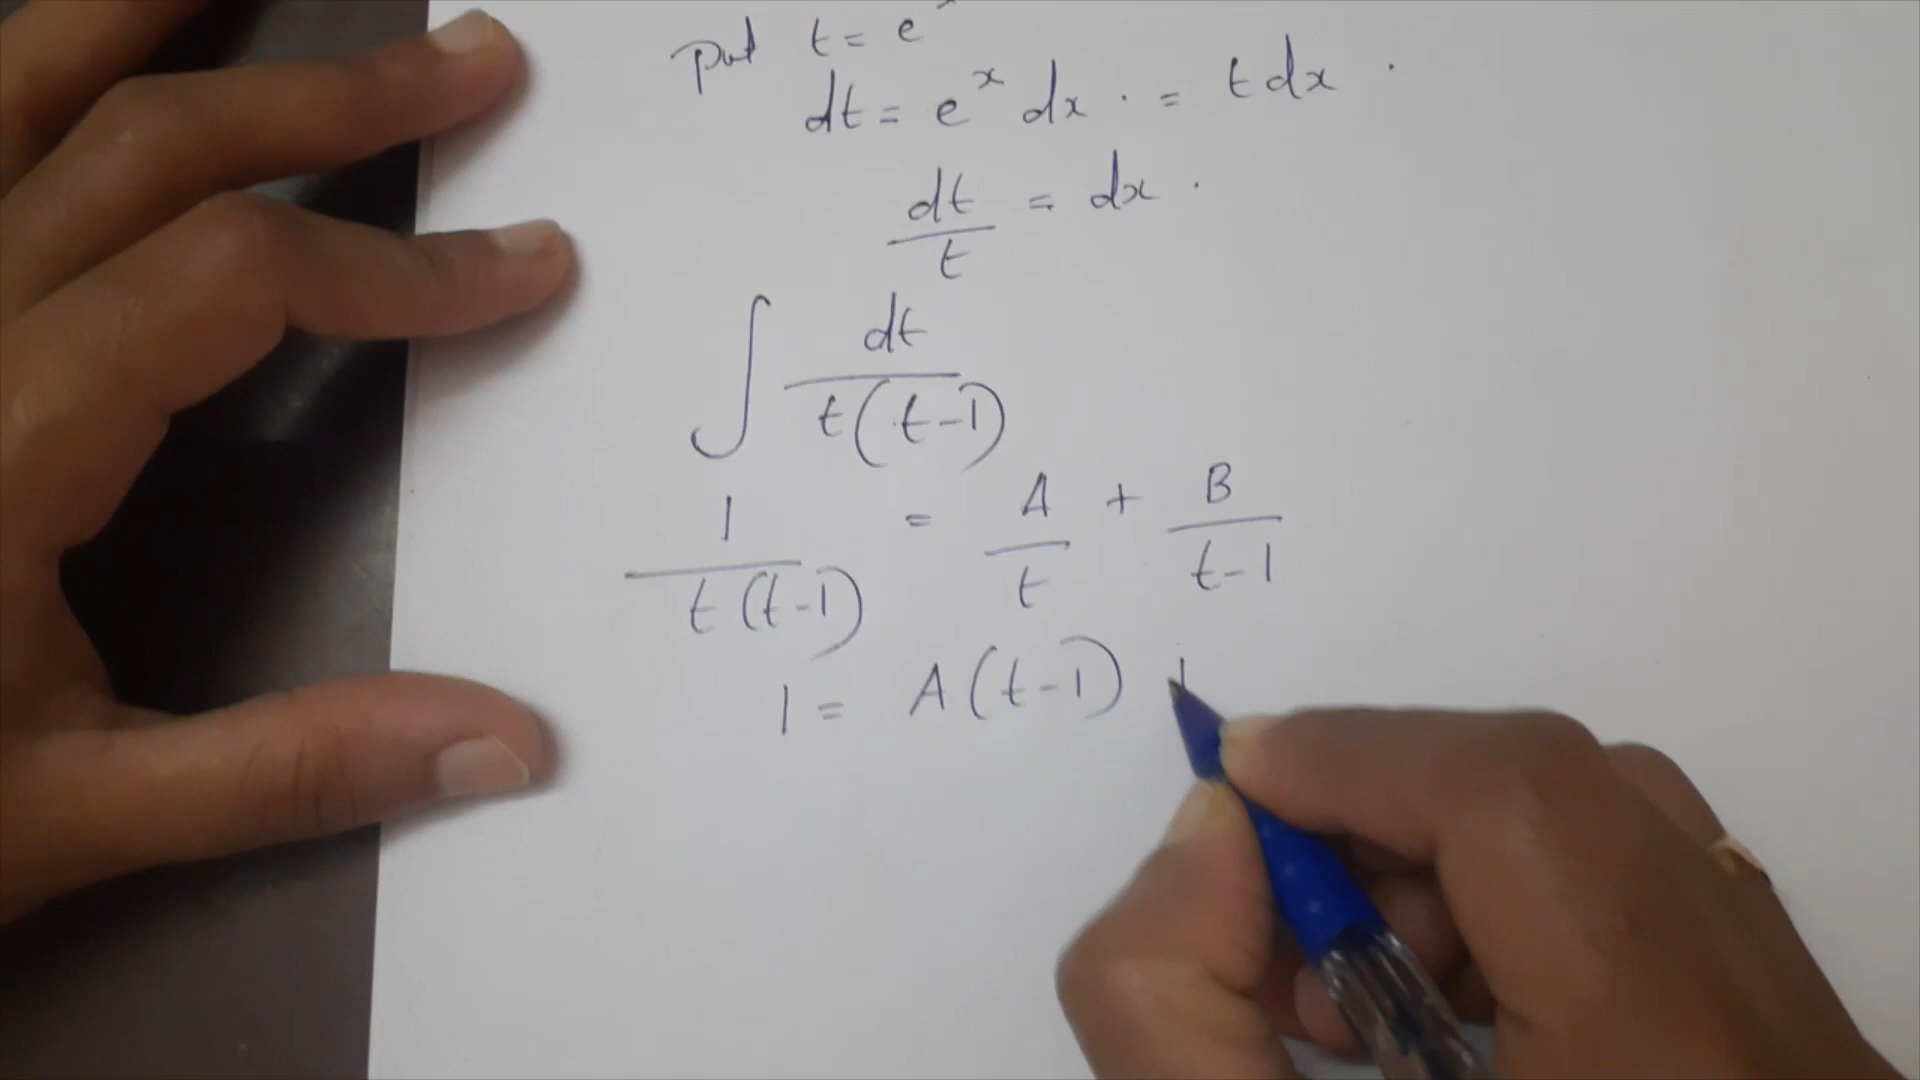 put t = e^x
dt = e^x dx . = t dx .
dt/t = dx .
∫ dt / t(t-1)
1 / t(t-1) = A/t + B/t-1
1 = A(t-1)